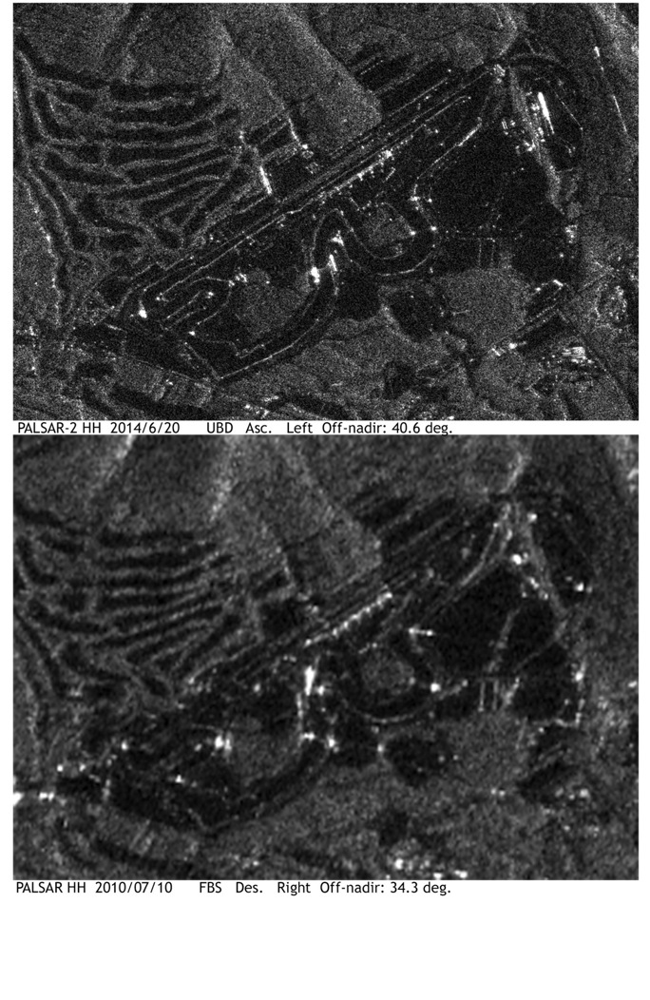 PALSAR-2 HH  2014/6/20     UBD   Asc.   Left  Off-nadir: 40.6 deg.
PALSAR HH  2010/07/10     FBS   Des.   Right  Off-nadir: 34.3 deg.